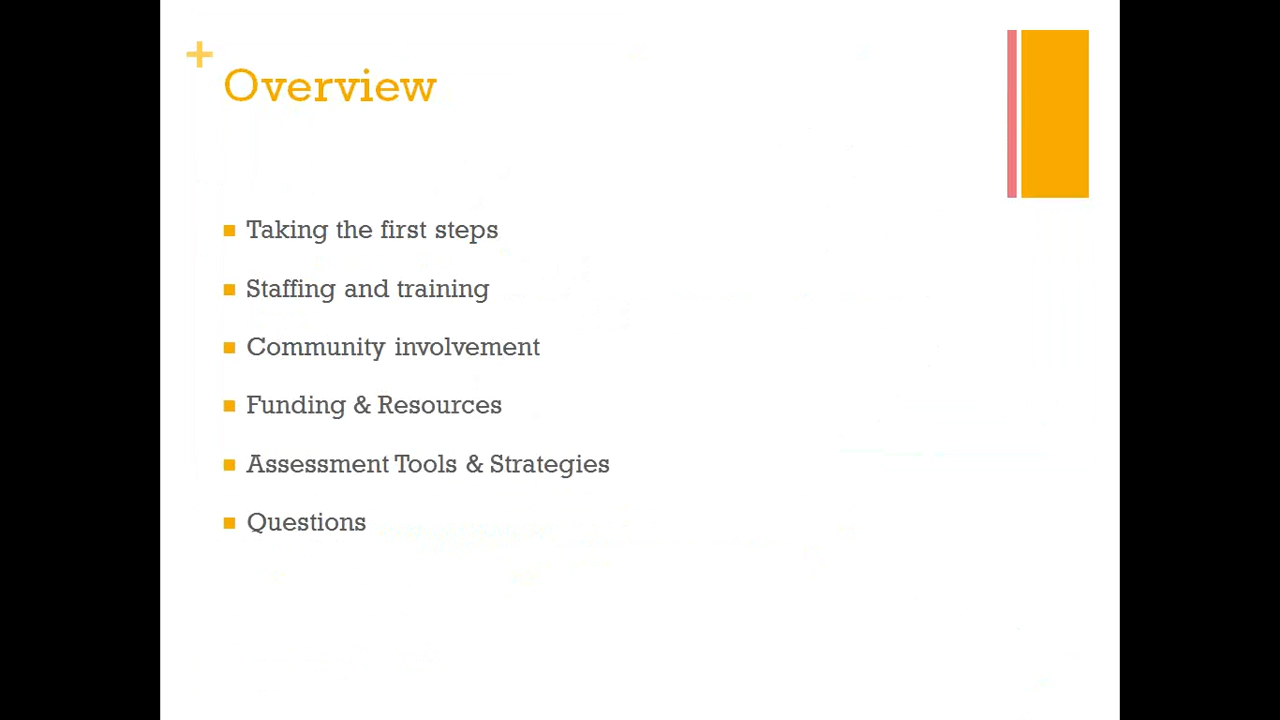 +
Overview
Taking the first steps
Staffing and training
Community involvement
Funding & Resources
Assessment Tools & Strategies
Questions